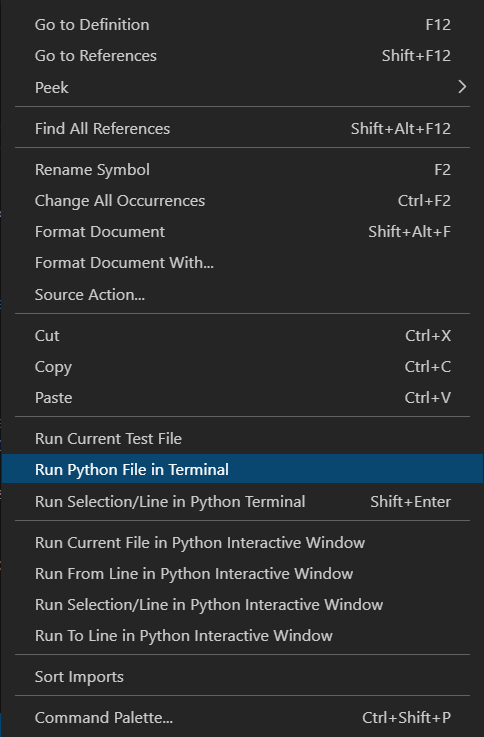 Go to Definition F12
Go to References Shift+F12
Peek
Find All References Shift+Alt+F12
Rename Symbol F2
Change All Occurrences Ctrl+F2
Format Document Shift+Alt+F
Format Document With...
Source Action...
Cut Ctrl+X
Copy Ctrl+C
Paste Ctrl+V
Run Current Test File
Run Python File in Terminal
Run Selection/Line in Python Terminal Shift+Enter
Run Current File in Python Interactive Window
Run From Line in Python Interactive Window
Run Selection/Line in Python Interactive Window
Run To Line in Python Interactive Window
Sort Imports
Command Palette... Ctrl+Shift+P